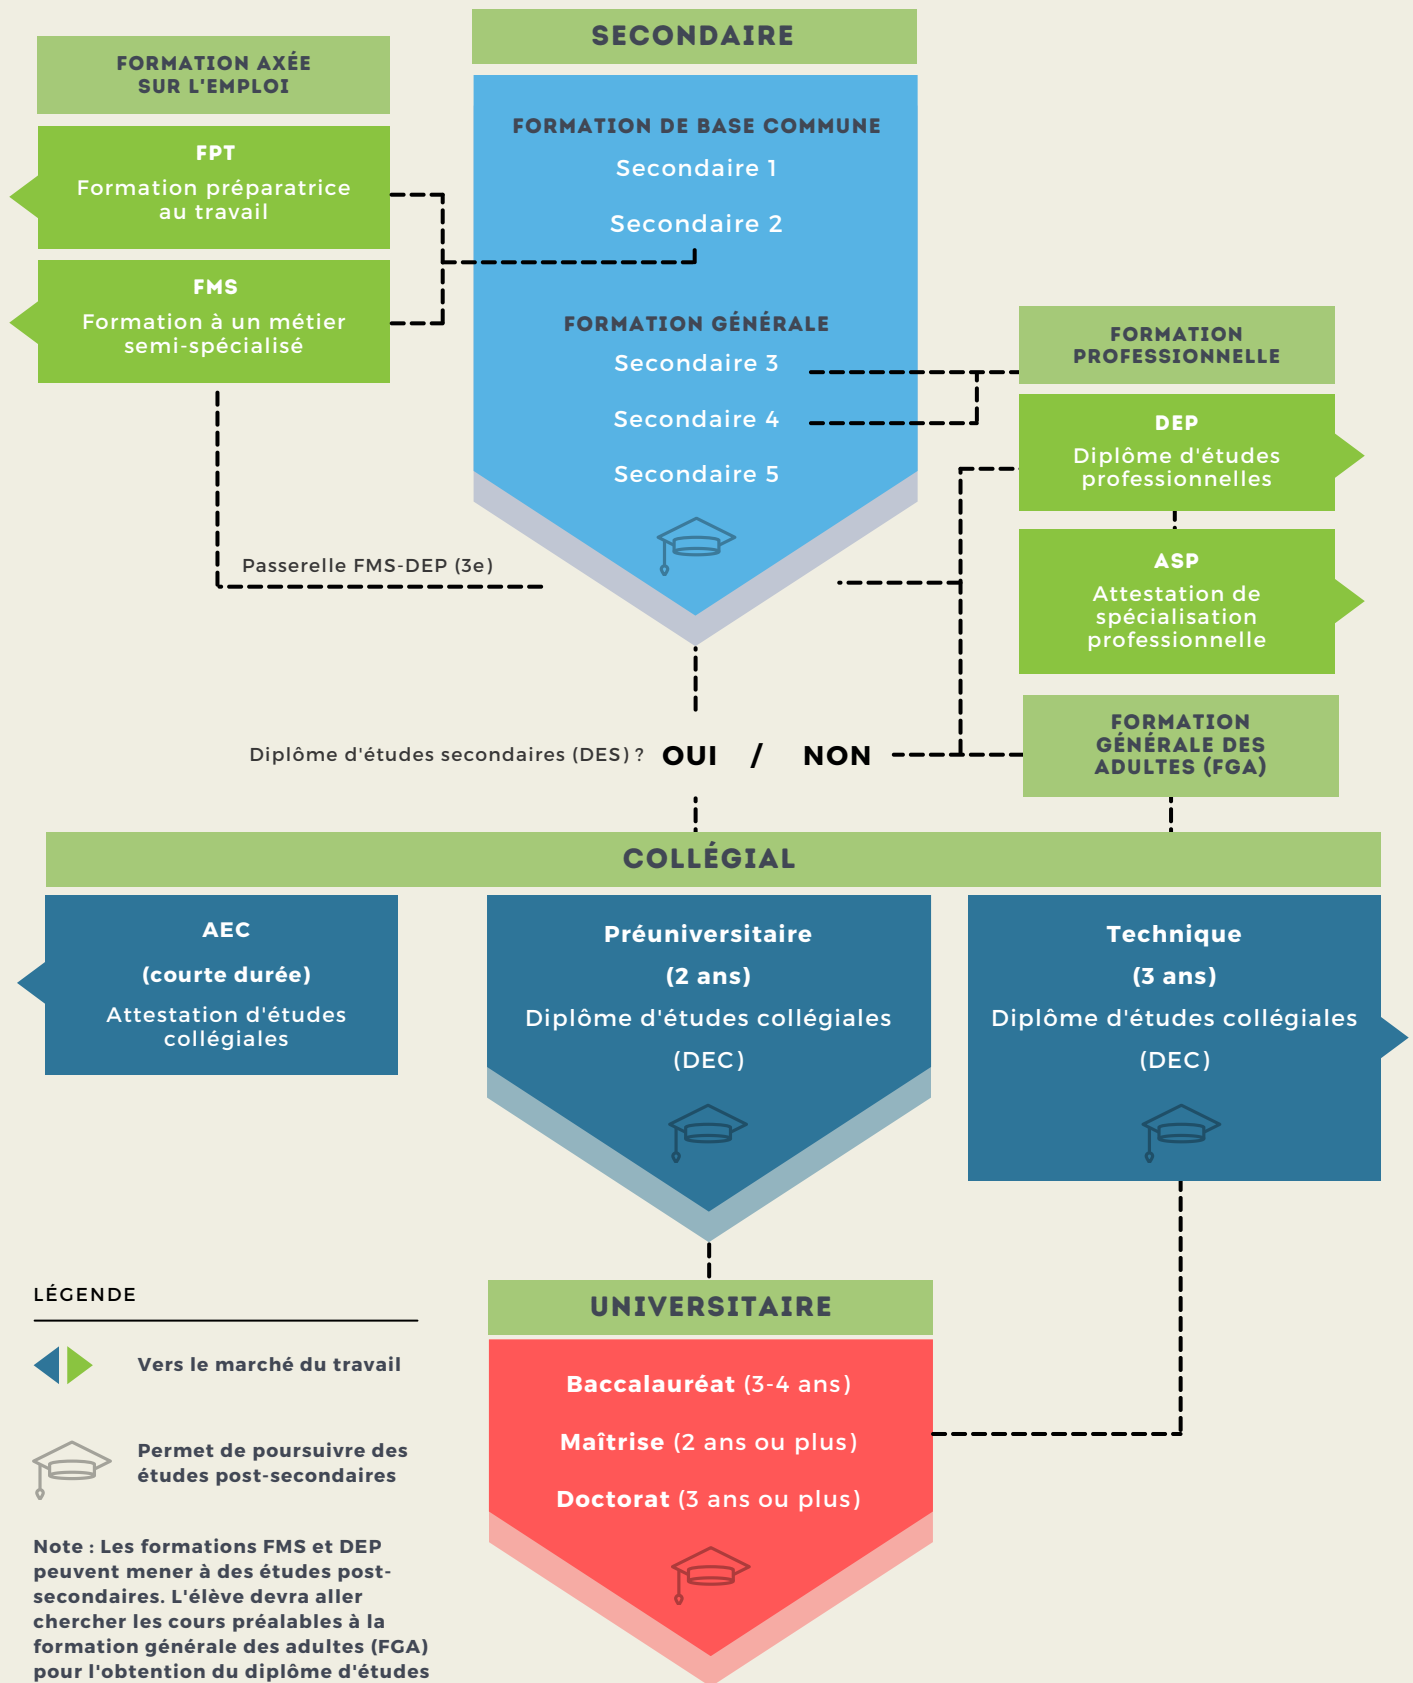 SECONDAIRE
FORMATION AXÉE
SUR L'EMPLOI
FPT
Formation préparatrice
au travail
FMS
Formation à un métier
semi-spécialisé
FORMATION DE BASE COMMUNE
Secondaire 1
Secondaire 2
FORMATION GÉNÉRALE
Secondaire 3
Secondaire 4
Secondaire 5
FORMATION
PROFESSIONNELLE
DEP
Diplôme d'études
professionnelles
ASP
Attestation de
spécialisation
professionnelle
Passerelle FMS-DEP (3e)
FORMATION
GÉNÉRALE DES
ADULTES (FGA)
Diplôme d'études secondaires (DES) ? OUI / NON
COLLÉGIAL
AEC
(courte durée)
Attestation d'études
collégiales
Préuniversitaire
(2 ans)
Diplôme d'études collégiales
(DEC)
Technique
(3 ans)
Diplôme d'études collégiales
(DEC)
UNIVERSITAIRE
Baccalauréat (3-4 ans)
Maîtrise (2 ans ou plus)
Doctorat (3 ans ou plus)
LÉGENDE
Vers le marché du travail
Permet de poursuivre des
études post-secondaires
Note : Les formations FMS et DEP
peuvent mener à des études post-
secondaires. L'élève devra aller
chercher les cours préalables à la
formation générale des adultes (FGA)
pour l'obtention du diplôme d'études